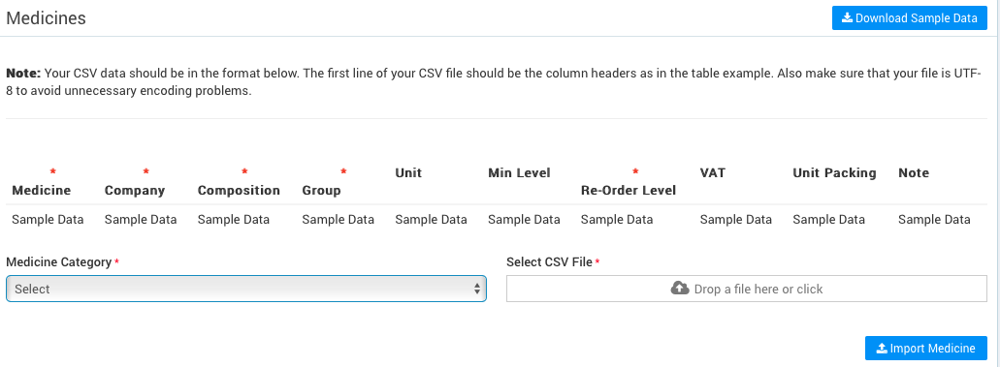 Medicines
Download Sample Data
Note: Your CSV data should be in the format below. The first line of your CSV file should be the column headers as in the table example. Also make sure that your file is UTF-
8 to avoid unnecessary encoding problems.
* * * * Unit Min Level * VAT Unit Packing Note
Medicine Company Composition Group Re-Order Level
Sample Data Sample Data Sample Data Sample Data Sample Data Sample Data Sample Data Sample Data Sample Data Sample Data
Medicine Category * Select CSV File *
Select Drop a file here or click
Import Medicine